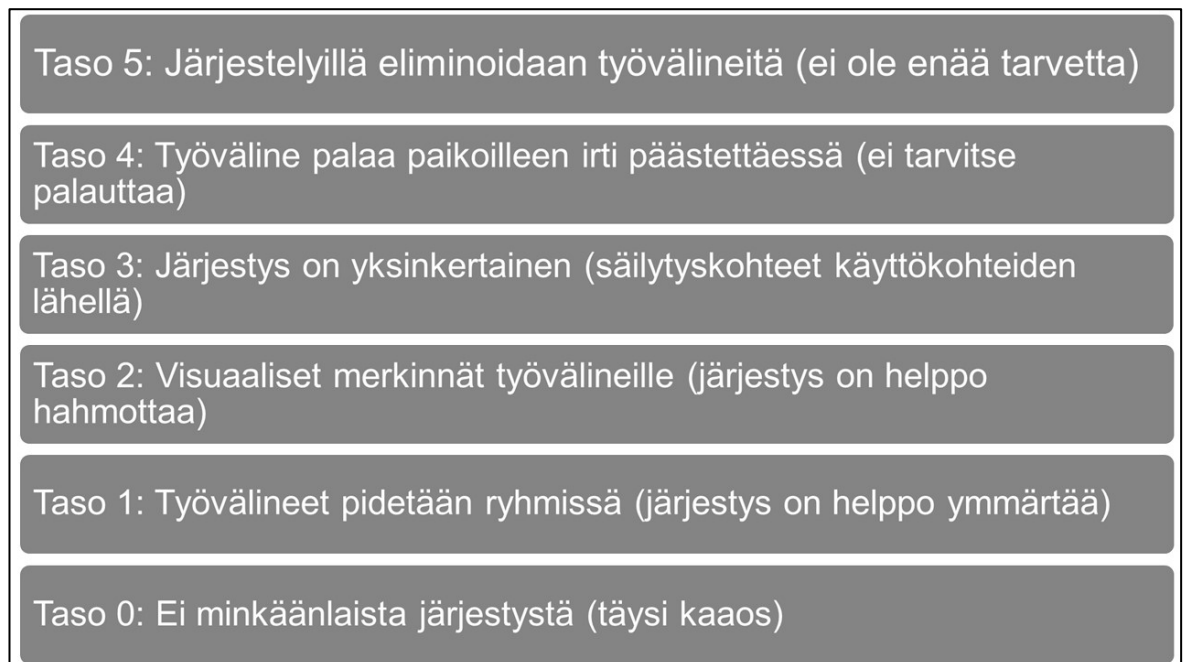 Taso 5: Järjestelyillä eliminoidaan työvälineitä (ei ole enää tarvetta)
Taso 4: Työväline palaa paikoilleen irti päästettäessä (ei tarvitse
palauttaa)
Taso 3: Järjestys on yksinkertainen (säilytyskohteet käyttökohteiden
lähellä)
Taso 2: Visuaaliset merkinnät työvälineille (järjestys on helppo
hahmottaa)
Taso 1: Työvälineet pidetään ryhmissä (järjestys on helppo ymmärtää)
Taso 0: Ei minkäänlaista järjestystä (täysi kaaos)